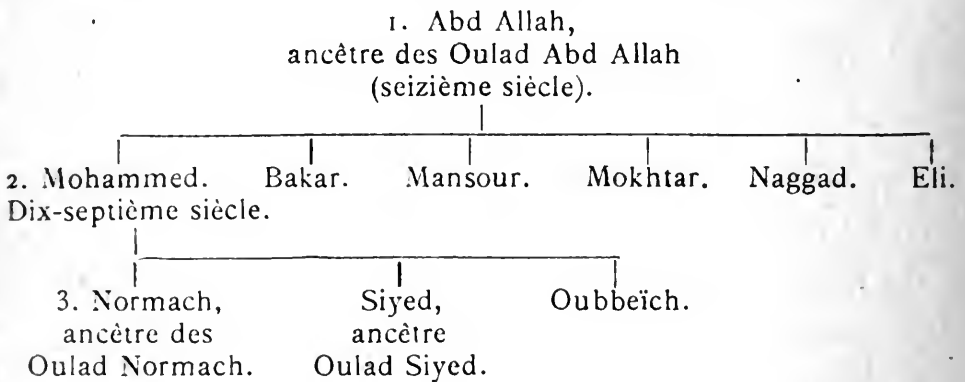 1. Abd Allah,
ancêtre des Oulad Abd Allah
(seizième siècle).
2. Mohammed. Bakar. Mansour. Mokhtar. Naggad. Eli.
Dix-septième siècle.
3. Normach, Siyed, Oubbeïch.
ancêtre des ancêtre
Oulad Normach. Oulad Siyed.